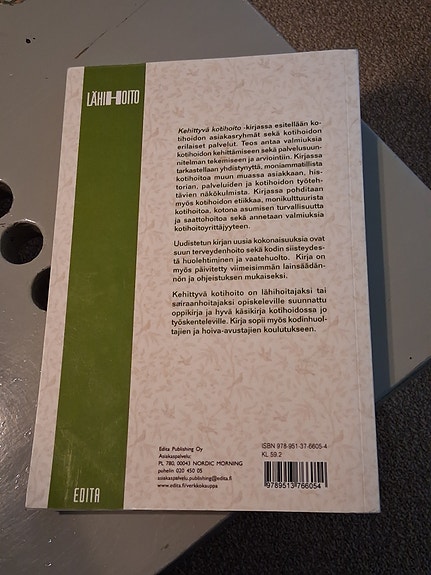 LÄHIHOITO
Kehittyvä kotihoito -kirjassa esitellään ko-
tihoidon asiakasryhmät sekä kotihoidon
erilaiset palvelut. Teos antaa valmiuksia
kotihoidon kehittämiseen sekä palvelusuun-
nitelman tekemiseen ja arviointiin. Kirjassa
tarkastellaan yhdistynyttä, moniammatillista
kotihoitoa muun muassa asiakkaan, his-
torian, palveluiden ja kotihoidon työteh-
tävien näkökulmista. Kirjassa pohditaan
myös kotihoidon etiikkaa, monikulttuurista
kotihoitoa, kotona asumisen turvallisuutta
ja saattohoitoa sekä annetaan valmiuksia
kotihoitoyrittäjyyteen.
Uudistetun kirjan uusia kokonaisuuksia ovat
suun terveydenhoito sekä kodin siisteydes-
tä huolehtiminen ja vaatehuolto. Kirja on
myös päivitetty viimeisimmän lainsäädän-
nön ja ohjeistuksen mukaiseksi.
Kehittyvä kotihoito on lähihoitajaksi tai
sairaanhoitajaksi opiskeleville suunnattu
oppikirja ja hyvä käsikirja kotihoidossa jo
työskenteleville. Kirja sopii myös kodinhuol-
tajien ja hoiva-avustajien koulutukseen.
Edita Publishing Oy
Asiakaspalvelu:
PL 780, 00043 NORDIC MORNING
puhelin 020 450 05
asiakaspalvelu.publishing@edita.fi
www.edita.fi/verkkokauppa
ISBN 978-951-37-6605-4
KL 59.2
9789513766054
EDITA